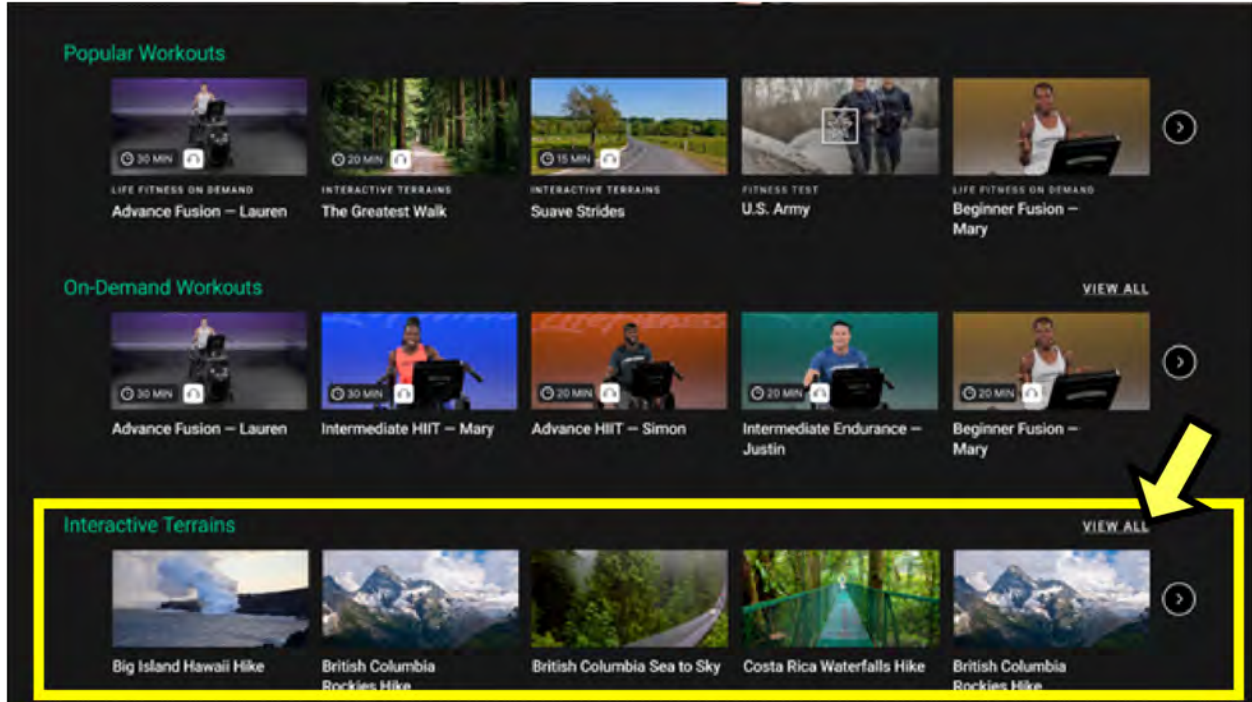 Popular Workouts
30 MIN
20 MIN
15 MIN
LIFE FITNESS ON DEMAND
INTERACTIVE TERRAINS
INTERACTIVE TERRAINS
FITNESS TEST
LIFE FITNESS ON DEMAND
Advance Fusion — Lauren
The Greatest Walk
Suave Strides
U.S. Army
Beginner Fusion —
Mary
On-Demand Workouts
VIEW ALL
30 MIN
30 MIN
20 MIN
20 MIN
20 MIN
Advance Fusion — Lauren
Intermediate HIIT — Mary
Advance HIIT — Simon
Intermediate Endurance —
Justin
Beginner Fusion —
Mary
Interactive Terrains
VIEW ALL
Big Island Hawaii Hike
British Columbia
Rockies Hike
British Columbia Sea to Sky
Costa Rica Waterfalls Hike
British Columbia
Rockies Hike